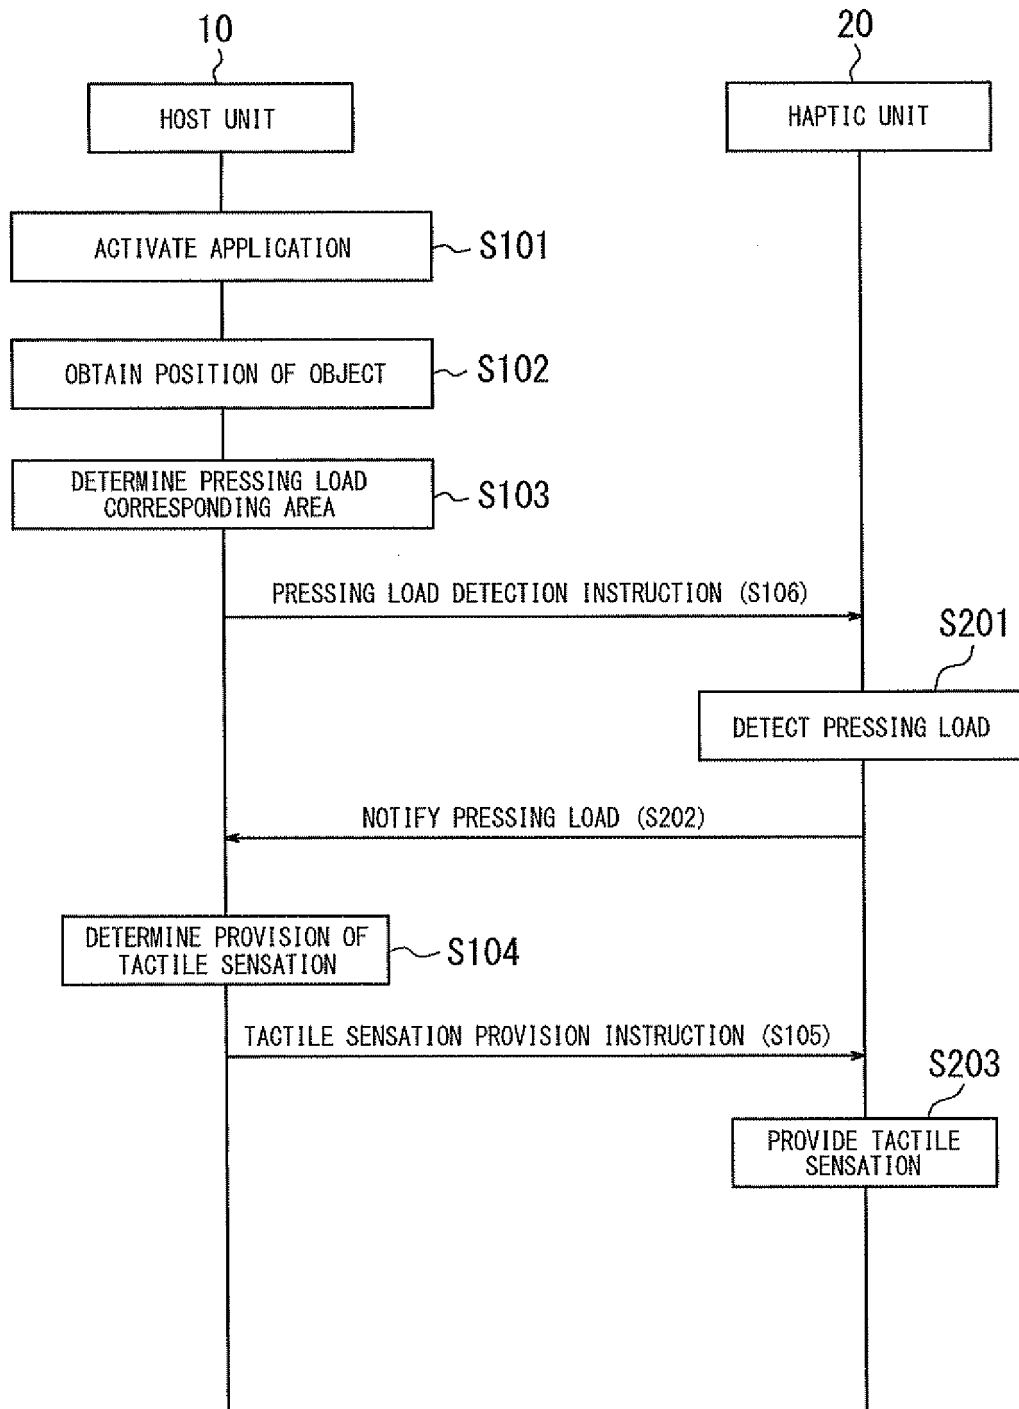 10
20
HOST UNIT
HAPTIC UNIT
ACTIVATE APPLICATION
S101
OBTAIN POSITION OF OBJECT
S102
DETERMINE PRESSING LOAD
CORRESPONDING AREA
S103
PRESSING LOAD DETECTION INSTRUCTION (S106)
S201
DETECT PRESSING LOAD
NOTIFY PRESSING LOAD (S202)
DETERMINE PROVISION OF
TACTILE SENSATION
S104
TACTILE SENSATION PROVISION INSTRUCTION (S105)
S203
PROVIDE TACTILE
SENSATION